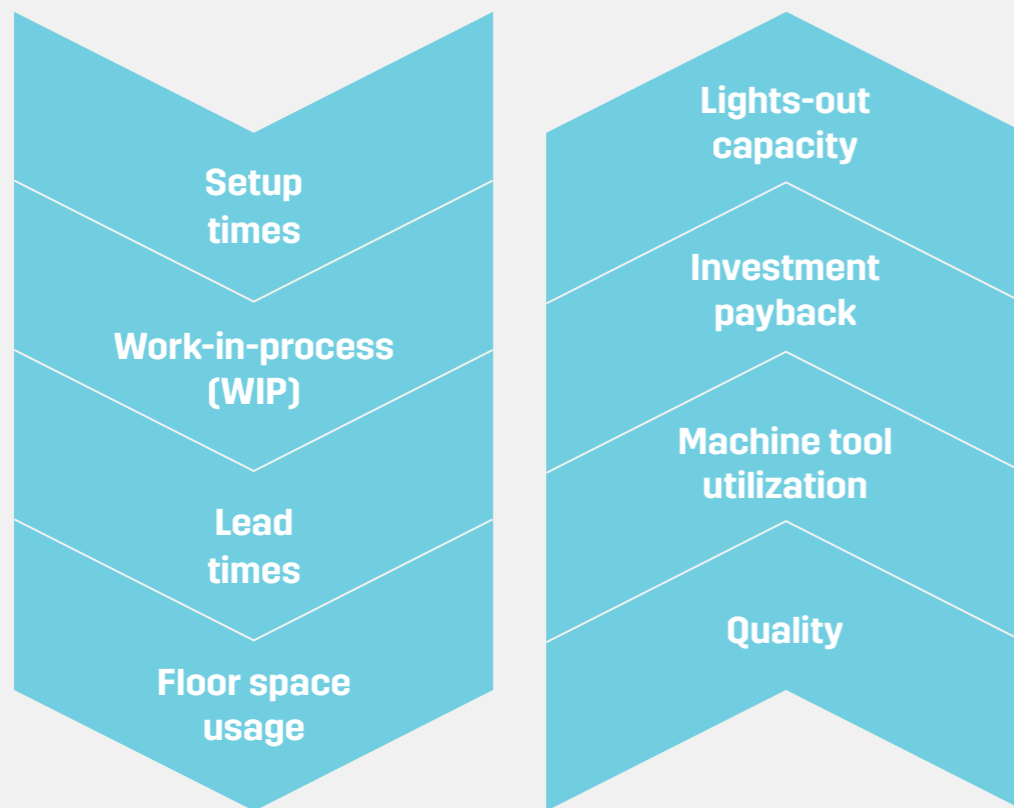 Setup
times
Work-in-process
(WIP)
Lead
times
Floor space
usage
Lights-out
capacity
Investment
payback
Machine tool
utilization
Quality